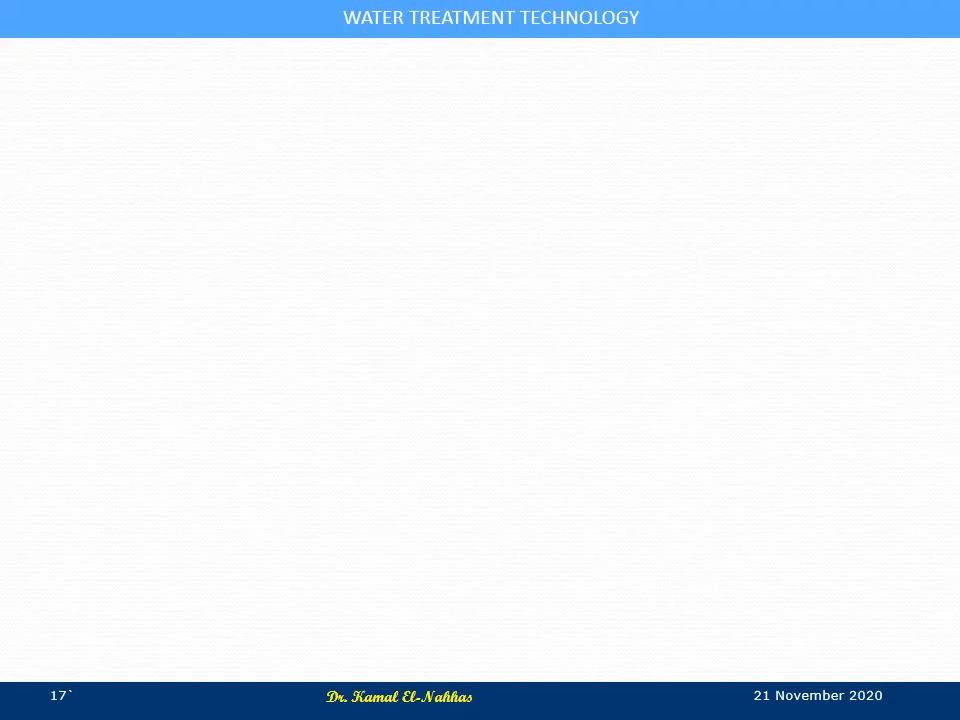 WATER TREATMENT TECHNOLOGY
17`
Dr. Kamal El-Nahhas
21 November 2020